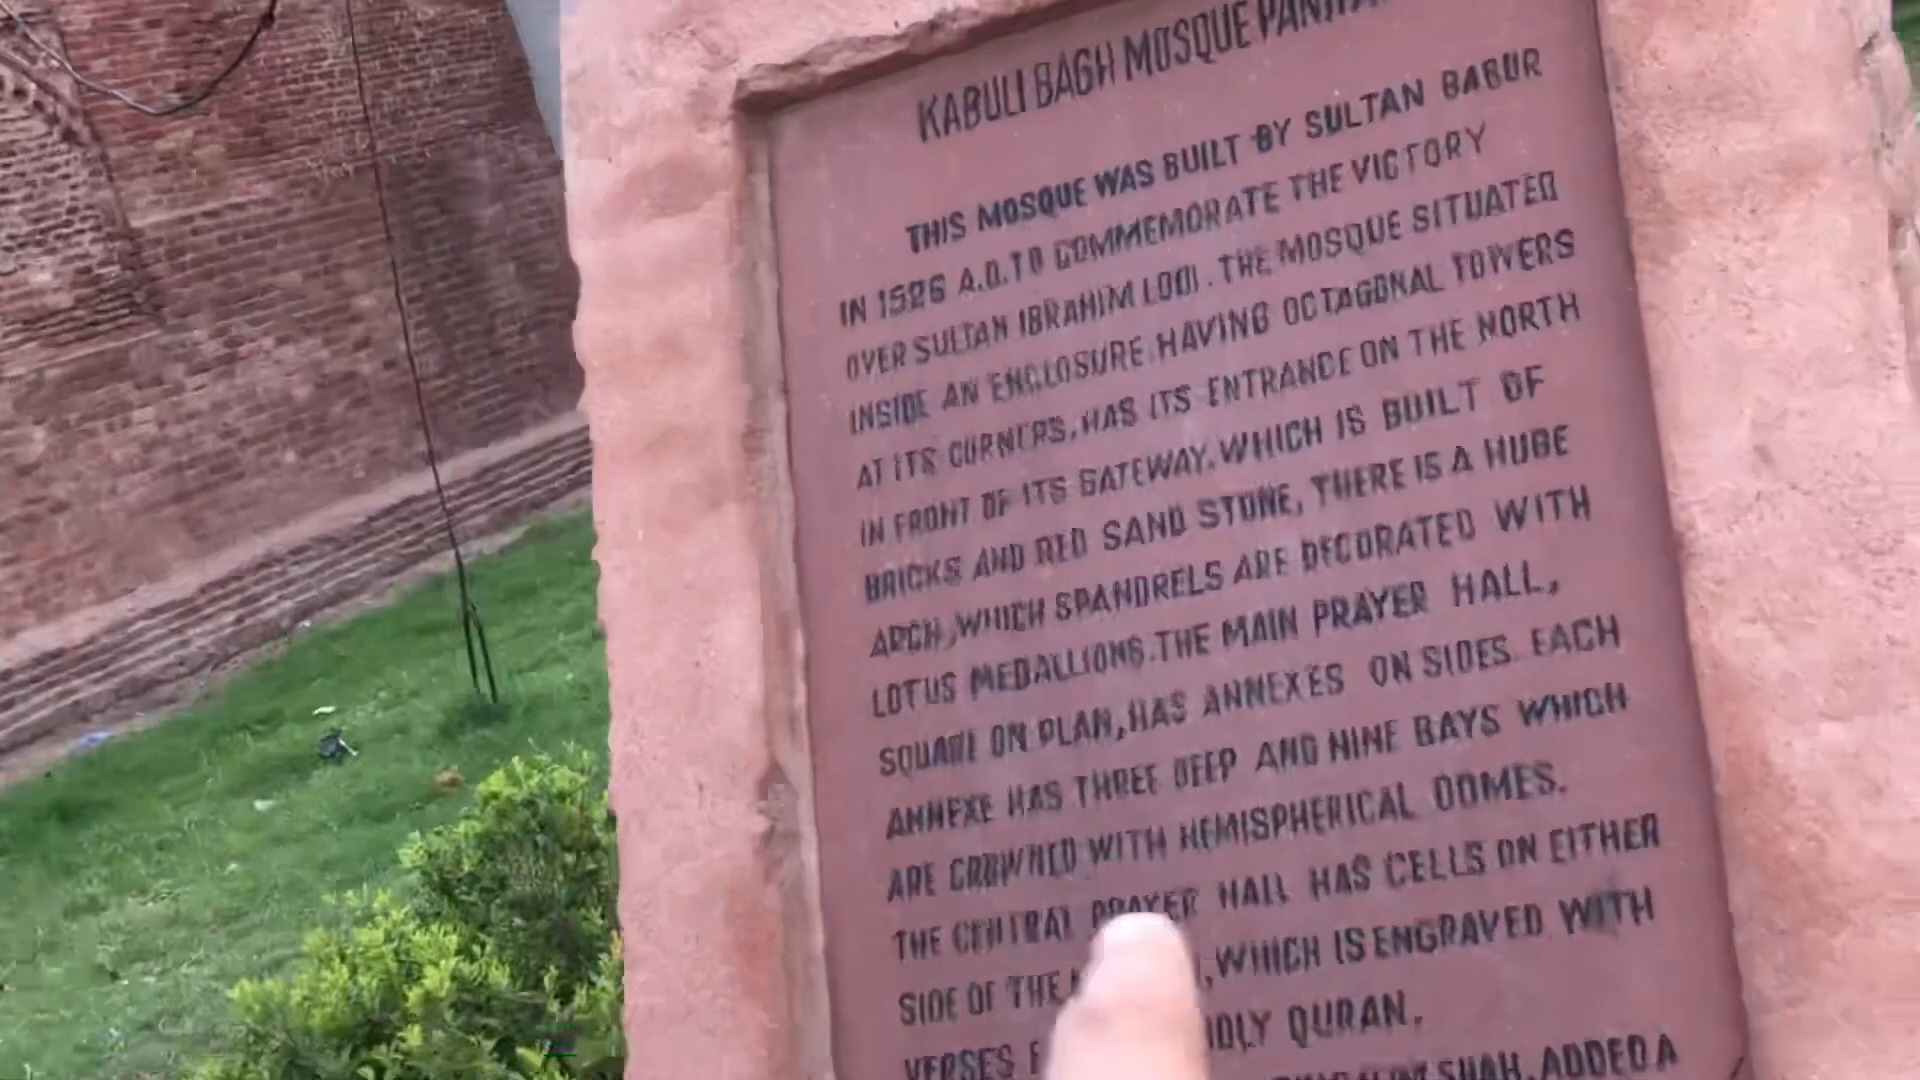 KABULI BAGH MOSQUE
THIS MOSQUE WAS BUILT BY SULTAN BABUR
IN 1526 A.D. TO COMMEMORATE THE VICTORY
OVER SULTAN IBRAHIM LODI. THE MOSQUE SITUATED
INSIDE AN ENCLOSURE HAVING OCTAGONAL TOWERS
AT ITS CORNERS, HAS ITS ENTRANCE ON THE NORTH
IN FRONT OF ITS GATEWAY, WHICH IS BUILT OF
BRICKS AND RED SAND STONE, THERE IS A HUGE
ARCH, WHICH SPANDRELS ARE DECORATED WITH
LOTUS MEDALLIONS. THE MAIN PRAYER HALL,
SQUARE ON PLAN, HAS ANNEXES ON SIDES. EACH
ANNEXE HAS THREE DEEP AND NINE BAYS WHICH
ARE CROWNED WITH HEMISPHERICAL DOMES.
THE CENTRAL PRAYER HALL HAS CELLS ON EITHER
SIDE OF THE , WHICH IS ENGRAVED WITH
VERSES QURAN.
SHAH, ADDED A